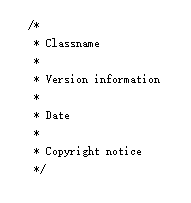 /*
 * Classname
 *
 * Version information
 *
 * Date
 *
 * Copyright notice
 */